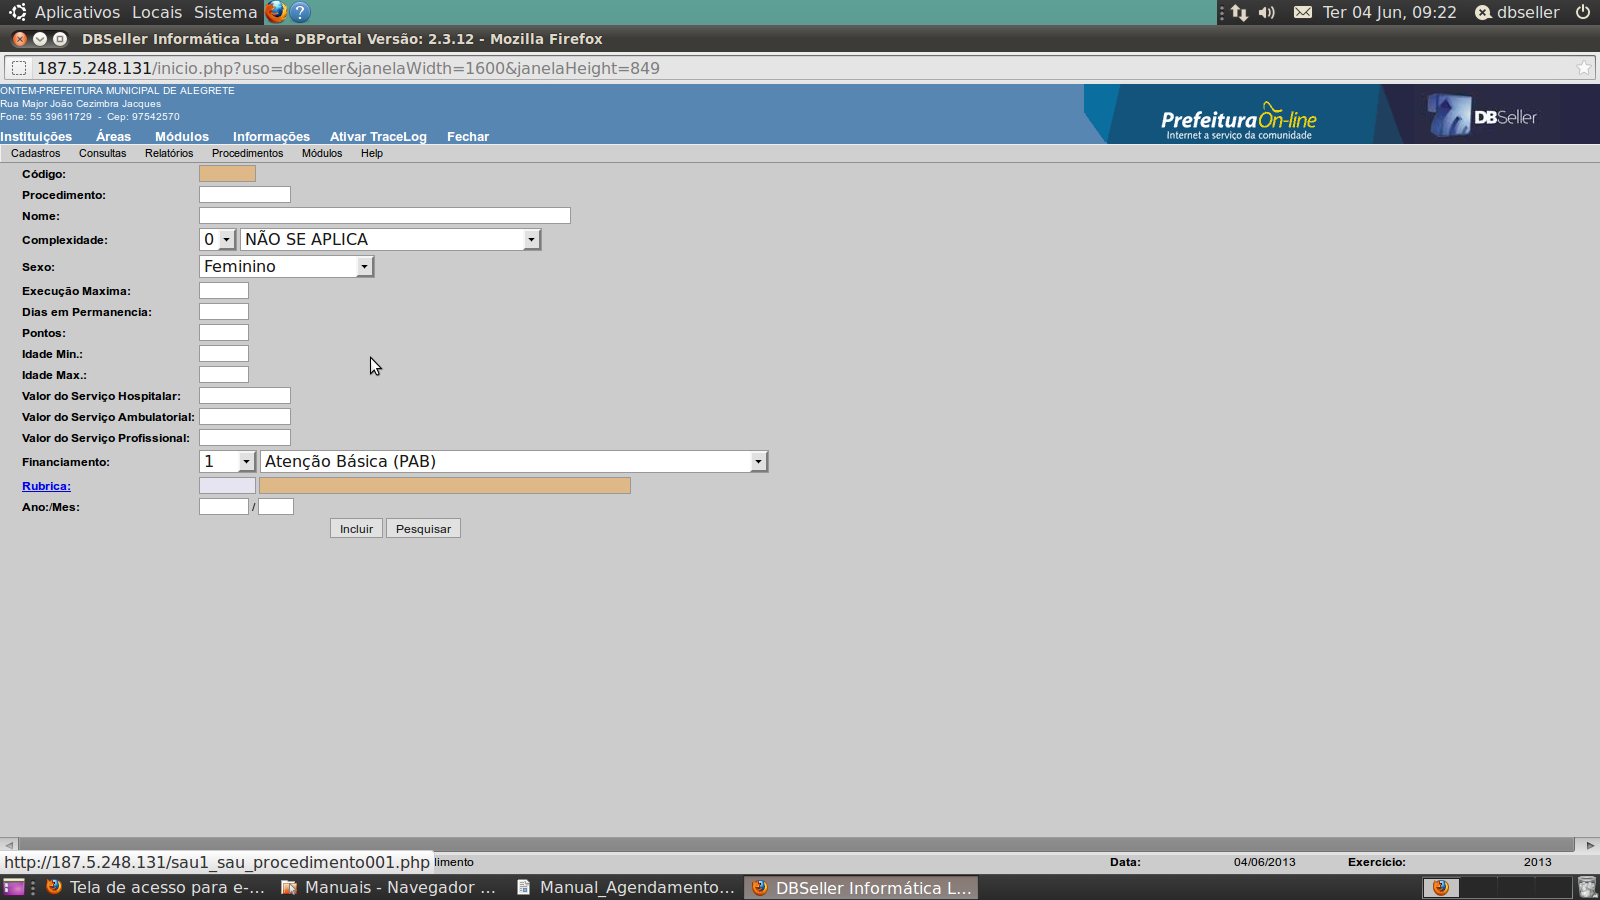 Aplicativos Locais Sistema ? Ter 04 Jun, 09:22 dbseller
DBSeller Informática Ltda - DBPortal Versão: 2.3.12 - Mozilla Firefox
187.5.248.131/inicio.php?uso=dbseller&janelaWidth=1600&janelaHeight=849
ONTEM-PREFEITURA MUNICIPAL DE ALEGRETE
Rua Major João Cezimbra Jacques
Fone: 55 39611729 - Cep: 97542570
PrefeituraOn-line
Internet a serviço da comunidade
DBSeller
Instituições Áreas Módulos Informações Ativar TraceLog Fechar
Cadastros Consultas Relatórios Procedimentos Módulos Help
Código:
Procedimento:
Nome:
Complexidade: 0 NÃO SE APLICA
Sexo: Feminino
Execução Maxima:
Dias em Permanencia:
Pontos:
Idade Min.:
Idade Max.:
Valor do Serviço Hospitalar:
Valor do Serviço Ambulatorial:
Valor do Serviço Profissional:
Financiamento: 1 Atenção Básica (PAB)
Rubrica:
Ano:/Mes: /
Incluir Pesquisar
http://187.5.248.131/sau1_sau_procedimento001.php limento Data: 04/06/2013 Exercício: 2013
Tela de acesso para e-... Manuais - Navegador ... Manual_Agendamento... DBSeller Informática L...